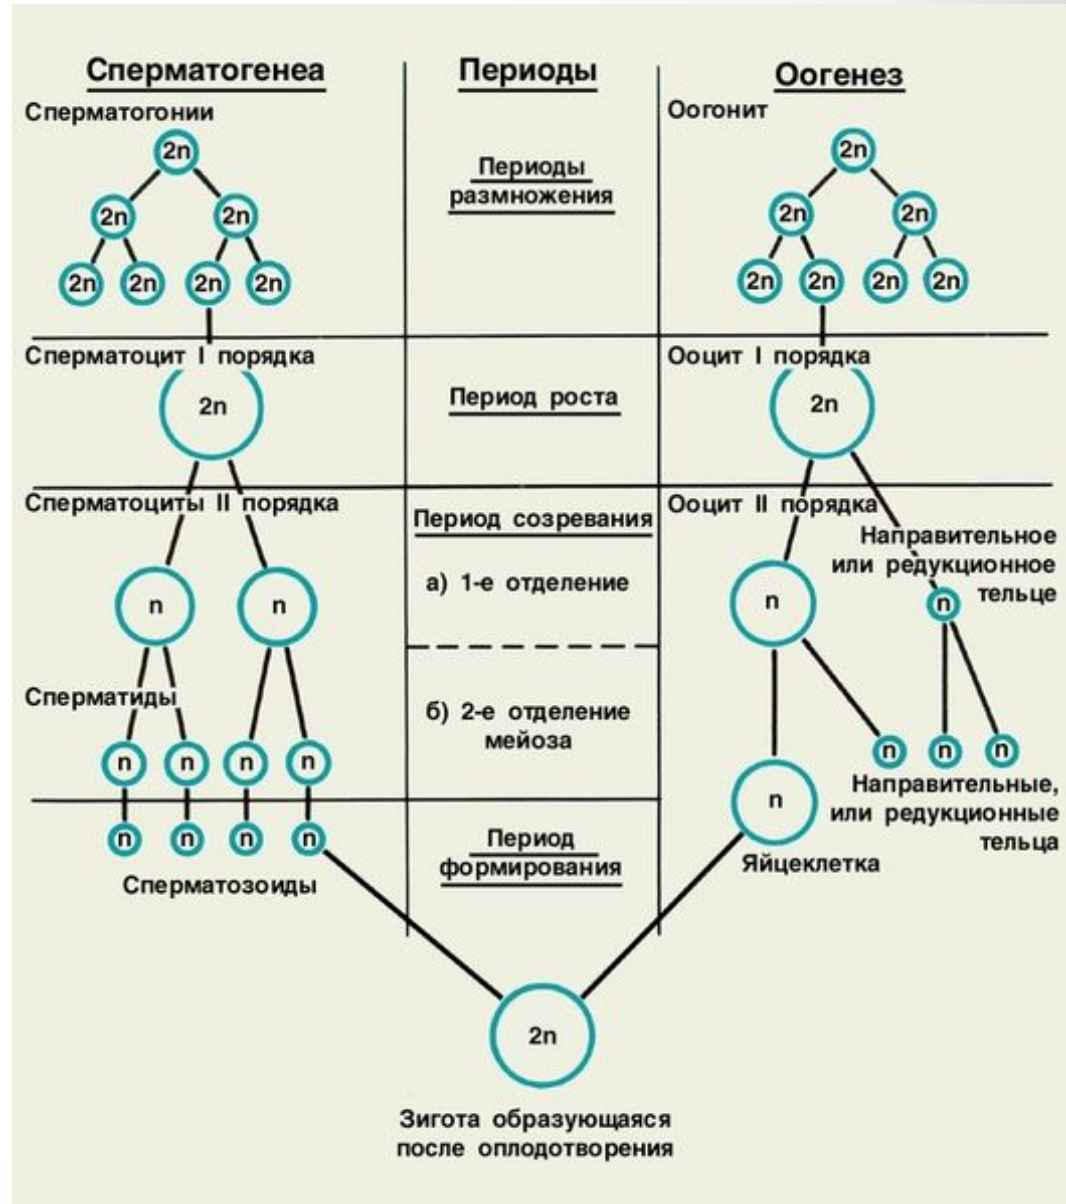 Сперматогенеа
Периоды
Оогенез
Сперматогонии
2n
2n
2n
2n
2n
2n
2n
Периоды
размножения
Оогонит
2n
2n
2n
2n
2n
2n
2n
Сперматоцит I порядка
2n
Период роста
Ооцит I порядка
2n
Сперматоциты II порядка
n
n
Сперматиды
n
n
n
n
Период созревания
а) 1-е отделение
б) 2-е отделение
мейоза
Ооцит II порядка
Направительное
или редукционное
тельце
n
n
n
n
n
Направительные,
или редукционные
тельца
n
n
n
n
Сперматозоиды
Период
формирования
n
Яйцеклетка
2n
Зигота образующаяся
после оплодотворения